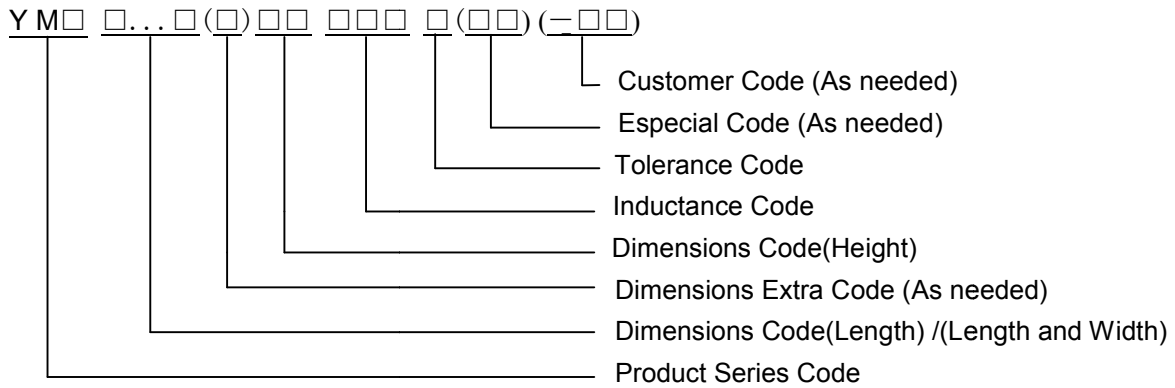 YM□ □...□(□)□□ □□□ □(□□)(-□□)
Customer Code (As needed)
Especial Code (As needed)
Tolerance Code
Inductance Code
Dimensions Code(Height)
Dimensions Extra Code (As needed)
Dimensions Code(Length) /(Length and Width)
Product Series Code